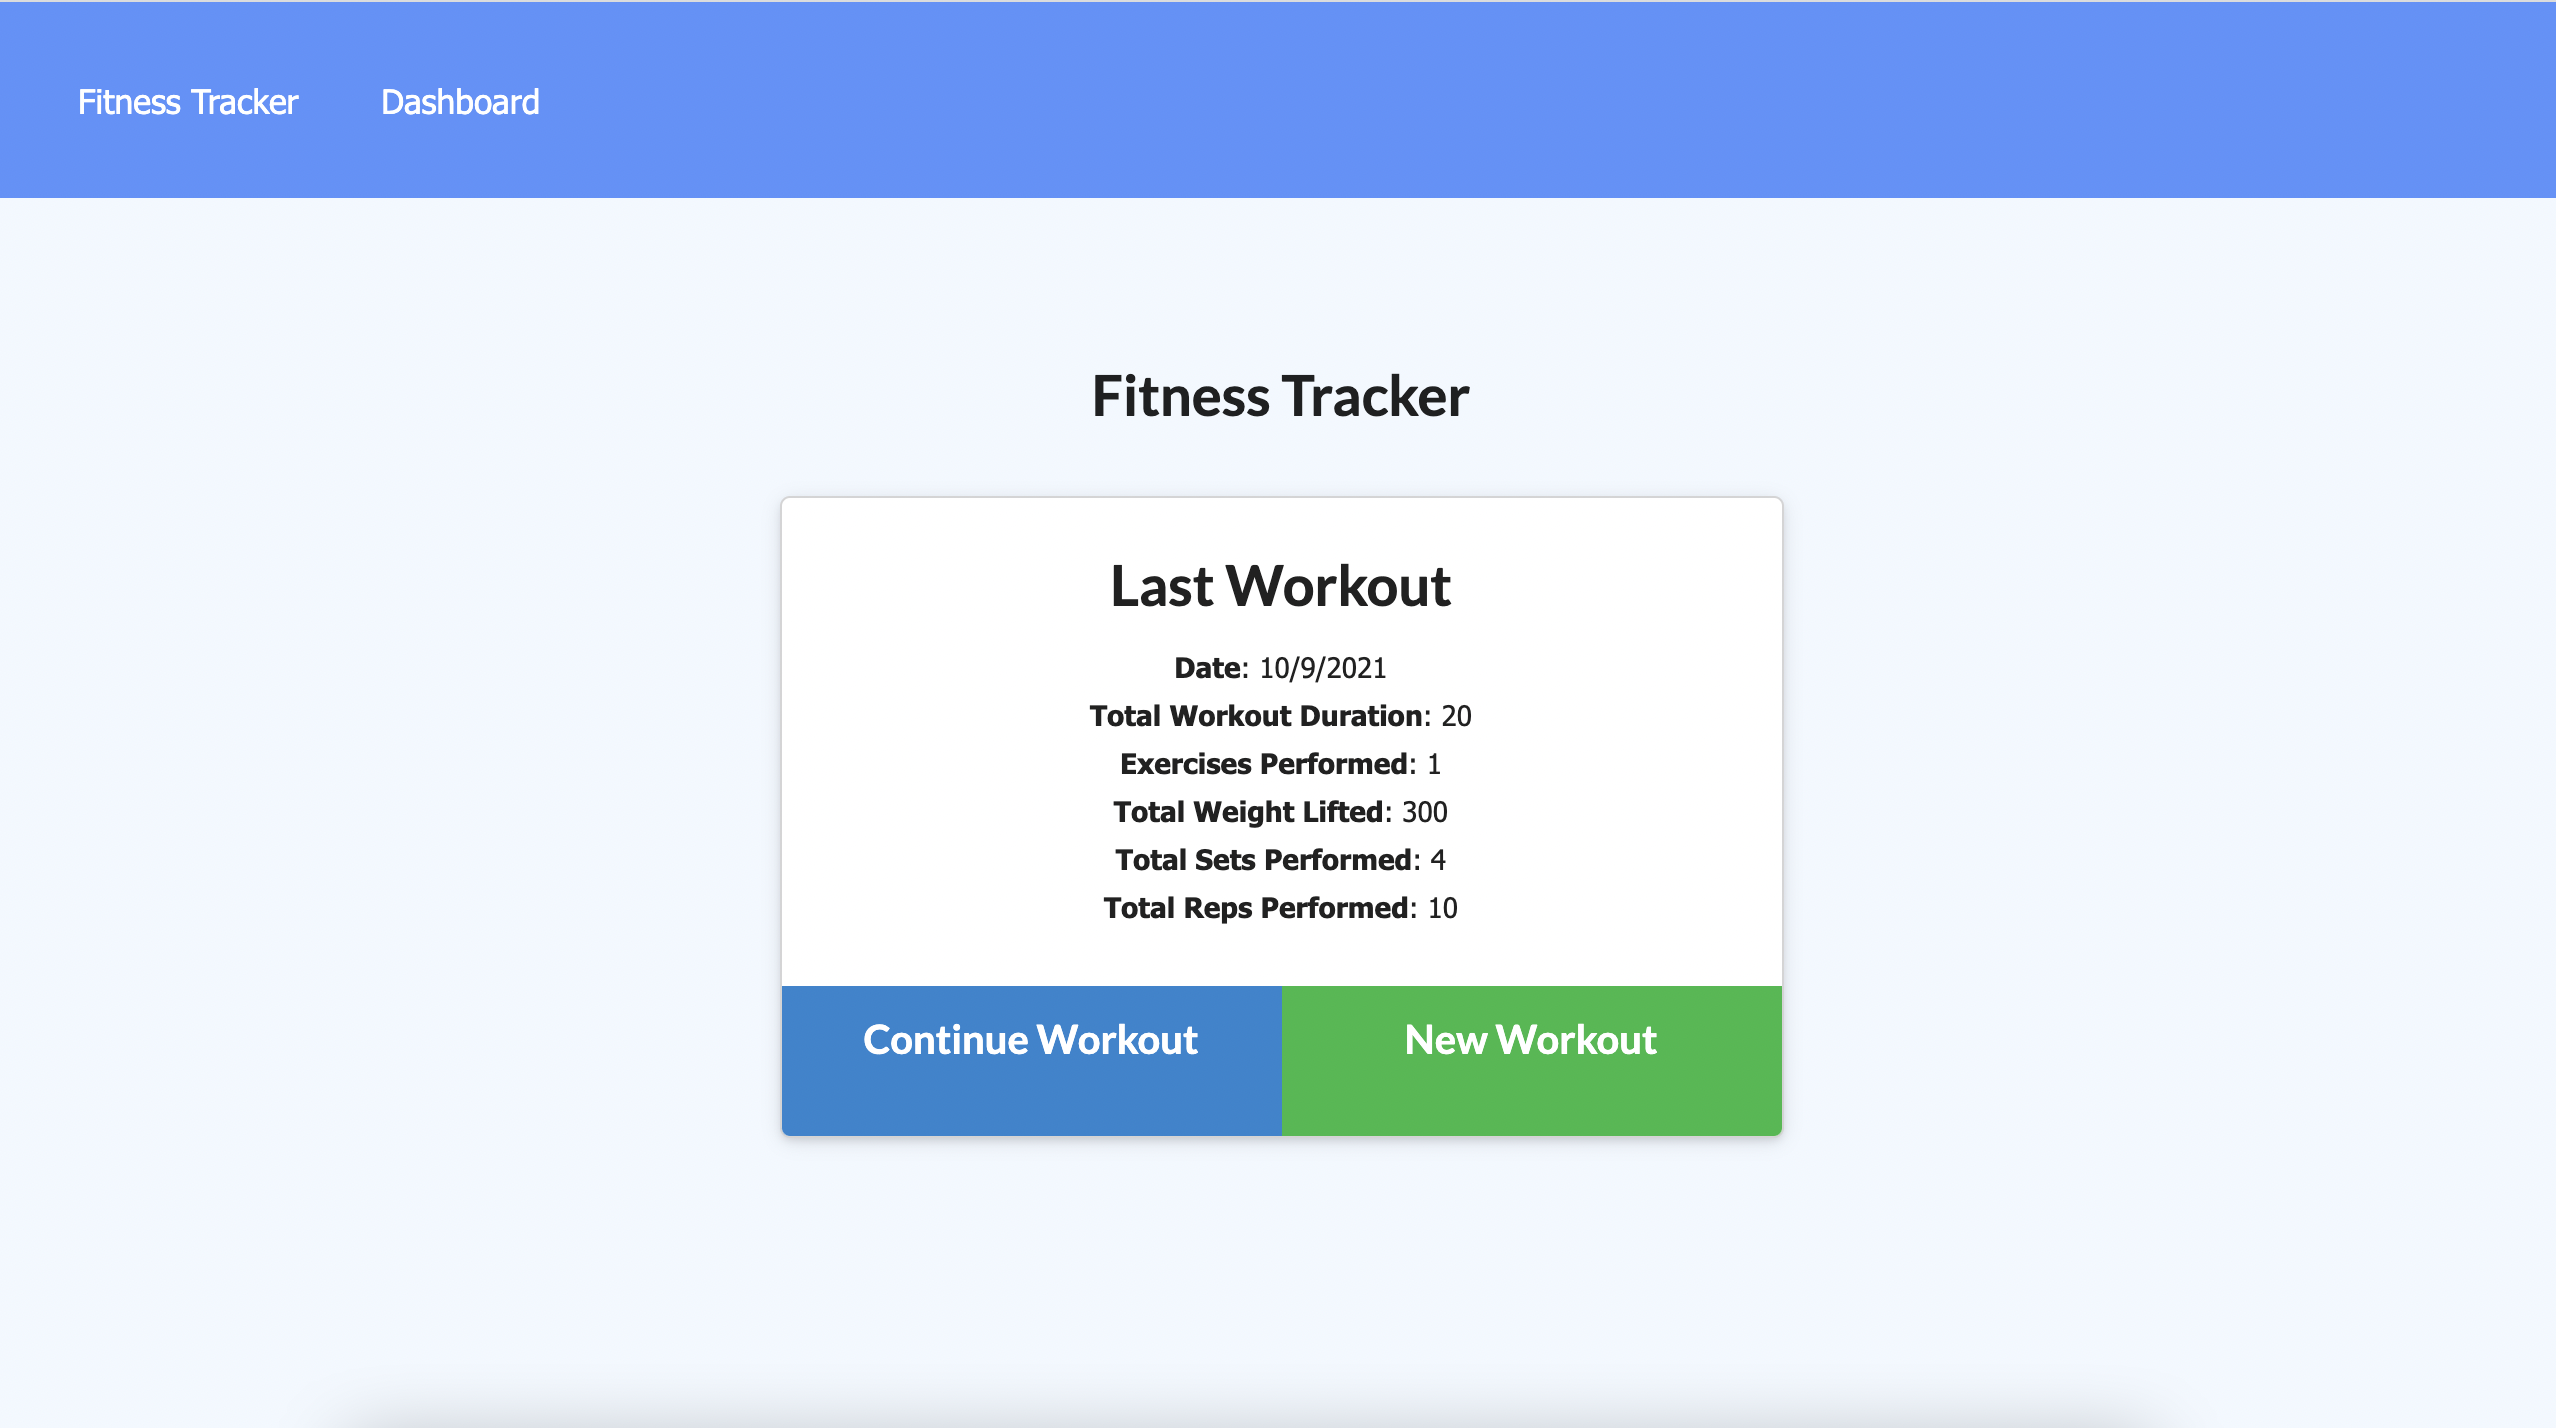 Fitness Tracker Dashboard
Fitness Tracker
Last Workout
Date: 10/9/2021
Total Workout Duration: 20
Exercises Performed: 1
Total Weight Lifted: 300
Total Sets Performed: 4
Total Reps Performed: 10
Continue Workout New Workout